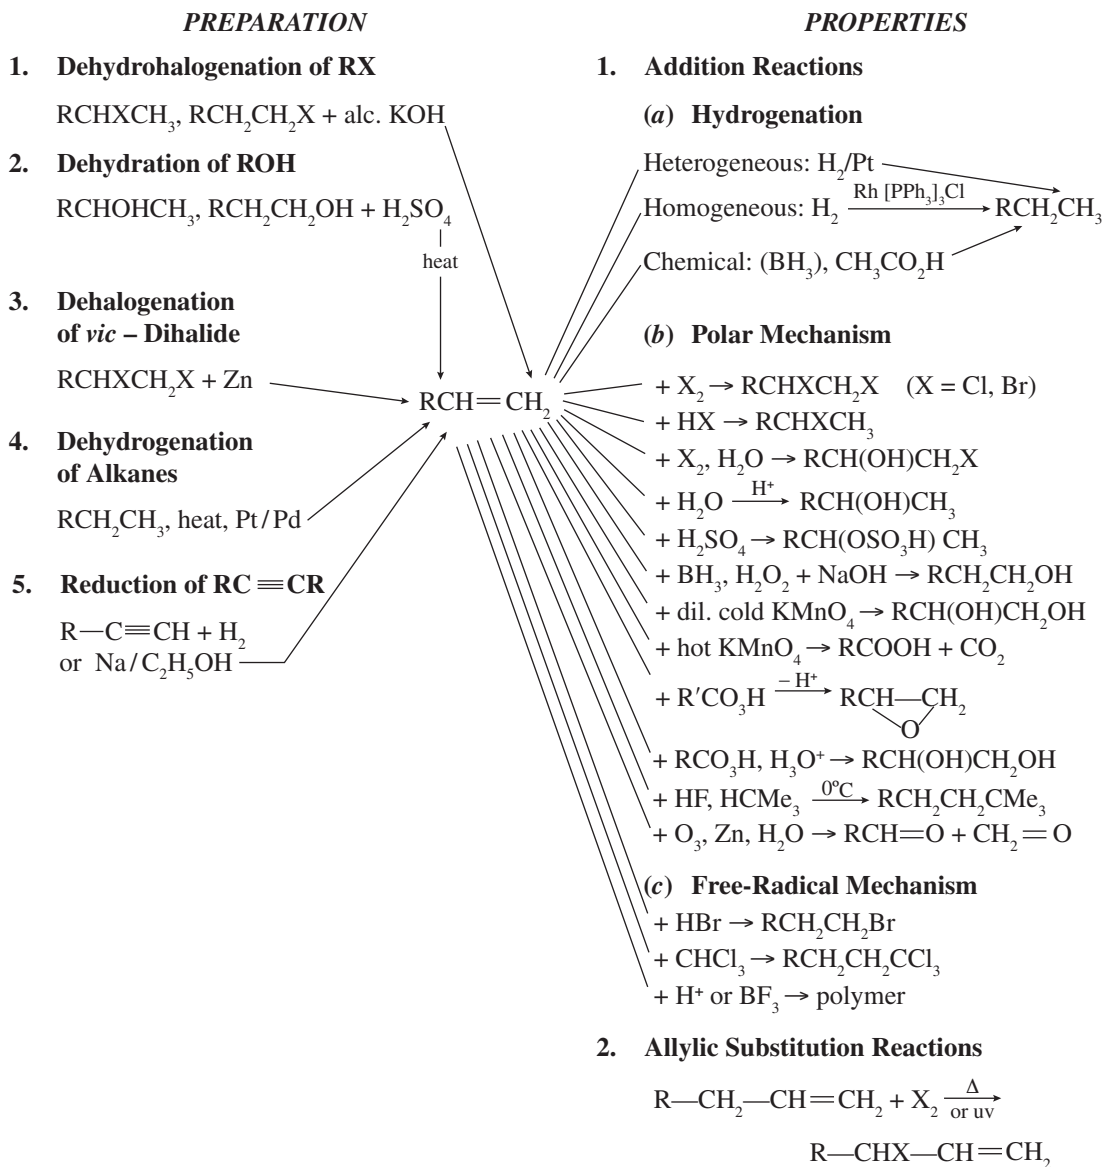 PREPARATION
1. Dehydrohalogenation of RX
RCHXCH₃, RCH₂CH₂X + alc. KOH
2. Dehydration of ROH
RCHOHCH₃, RCH₂CH₂OH + H₂SO₄
heat
3. Dehalogenation
of vic – Dihalide
RCHXCH₂X + Zn
4. Dehydrogenation
of Alkanes
RCH₂CH₃, heat, Pt/Pd
5. Reduction of RC≡CR
R—C≡CH + H₂
or Na/C₂H₅OH
RCH=CH₂
PROPERTIES
1. Addition Reactions
(a) Hydrogenation
Heterogeneous: H₂/Pt
Rh [PPh₃]₃Cl
Homogeneous: H₂ → RCH₂CH₃
Chemical: (BH₃), CH₃CO₂H
(b) Polar Mechanism
+ X₂ → RCHXCH₂X (X = Cl, Br)
+ HX → RCHXCH₃
+ X₂, H₂O → RCH(OH)CH₂X
H⁺
+ H₂O → RCH(OH)CH₃
+ H₂SO₄ → RCH(OSO₃H) CH₃
+ BH₃, H₂O₂ + NaOH → RCH₂CH₂OH
+ dil. cold KMnO₄ → RCH(OH)CH₂OH
+ hot KMnO₄ → RCOOH + CO₂
– H⁺
+ R′CO₃H → RCH—CH₂
O
+ RCO₃H, H₃O⁺ → RCH(OH)CH₂OH
0ºC
+ HF, HCMe₃ → RCH₂CH₂CMe₃
+ O₃, Zn, H₂O → RCH=O + CH₂=O
(c) Free-Radical Mechanism
+ HBr → RCH₂CH₂Br
+ CHCl₃ → RCH₂CH₂CCl₃
+ H⁺ or BF₃ → polymer
2. Allylic Substitution Reactions
Δ
R—CH₂—CH=CH₂ + X₂ →
or uv
R—CHX—CH=CH₂